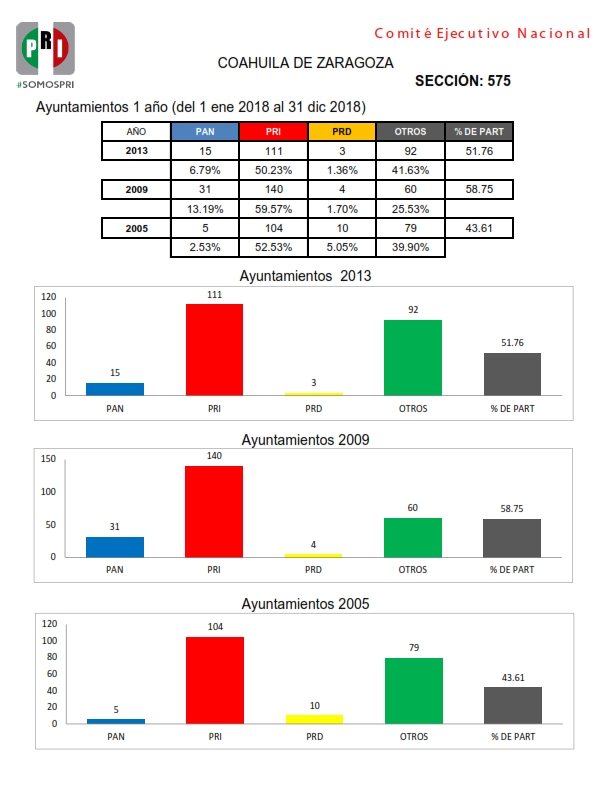 Comité Ejecutivo Nacional
PRI
#SOMOSPRI
COAHUILA DE ZARAGOZA
SECCIÓN: 575
Ayuntamientos 1 año (del 1 ene 2018 al 31 dic 2018)
AÑO PAN PRI PRD OTROS % DE PART
2013 15 111 3 92 51.76
6.79% 50.23% 1.36% 41.63%
2009 31 140 4 60 58.75
13.19% 59.57% 1.70% 25.53%
2005 5 104 10 79 43.61
2.53% 52.53% 5.05% 39.90%
Ayuntamientos 2013
120
100
80
60
40
20
0
15 111 3 92 51.76
PAN PRI PRD OTROS % DE PART
Ayuntamientos 2009
150
100
50
0
31 140 4 60 58.75
PAN PRI PRD OTROS % DE PART
Ayuntamientos 2005
120
100
80
60
40
20
0
5 104 10 79 43.61
PAN PRI PRD OTROS % DE PART